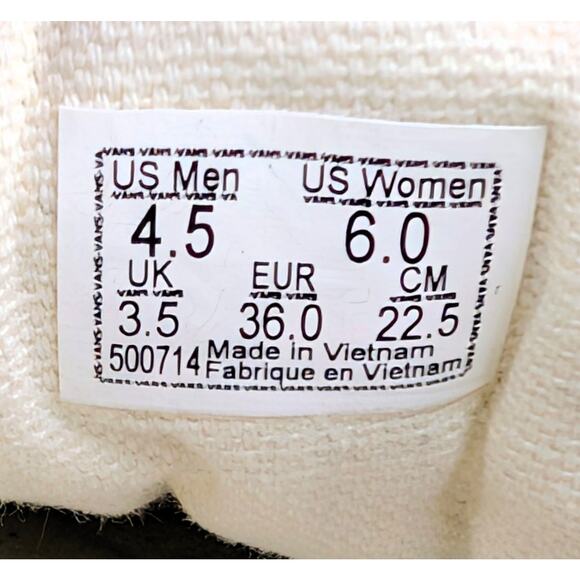 US Men US Women
4.5 6.0
UK EUR CM
3.5 36.0 22.5
500714 Made in Vietnam
Fabrique en Vietnam